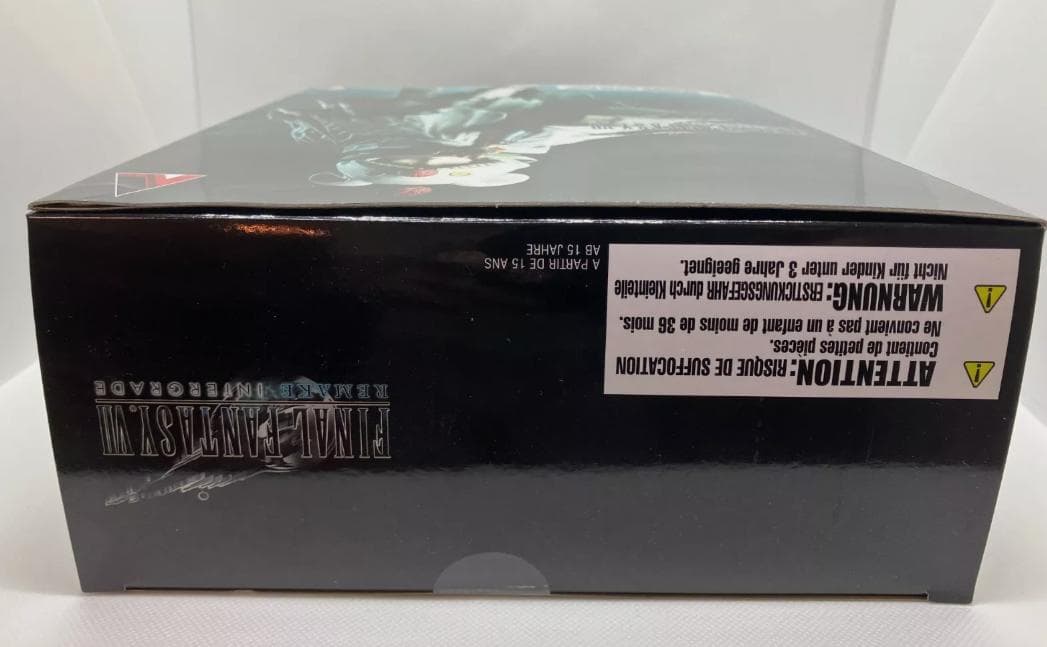 ATTENTION: RISQUE DE SUFFOCATION
Contient de petites pièces.
Ne convient pas à un enfant de moins de 36 mois.
WARNUNG: ERSTICKUNGSGEFAHR durch Kleinteile
Nicht für Kinder unter 3 Jahre geeignet.
A PARTIR DE 15 ANS
AB 15 JAHRE
FINAL FANTASY VII
REMAKE INTERGRADE